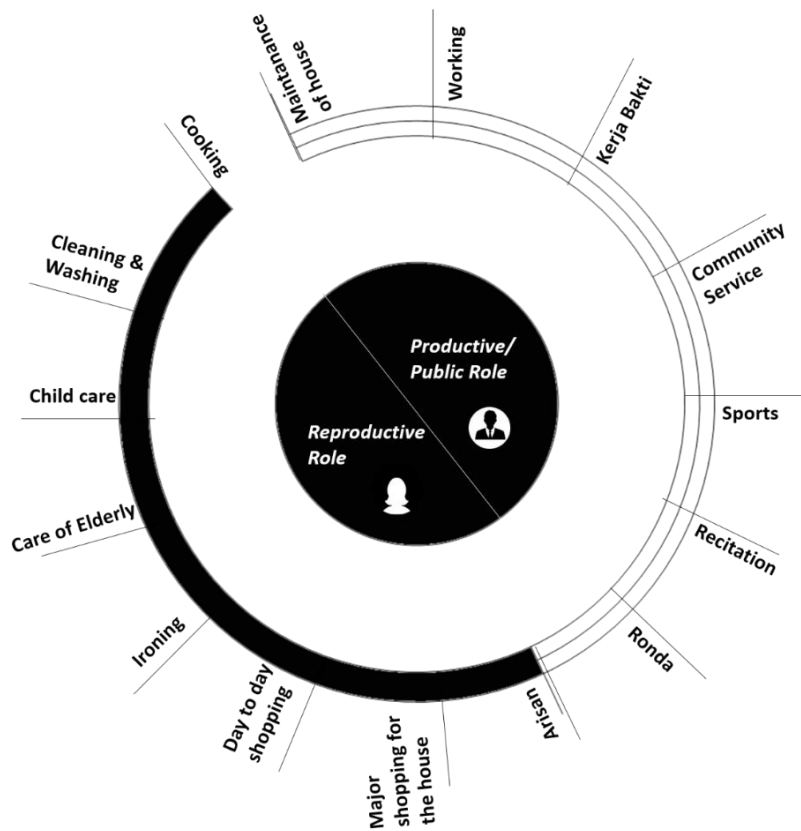 Maintanance
of house
Working
Kerja Bakti
Community
Service
Sports
Recitation
Ronda
Arisan
Major
shopping for
the house
Day to day
shopping
Ironing
Care of Elderly
Child care
Cleaning &
Washing
Cooking
Productive/
Public Role
Reproductive
Role